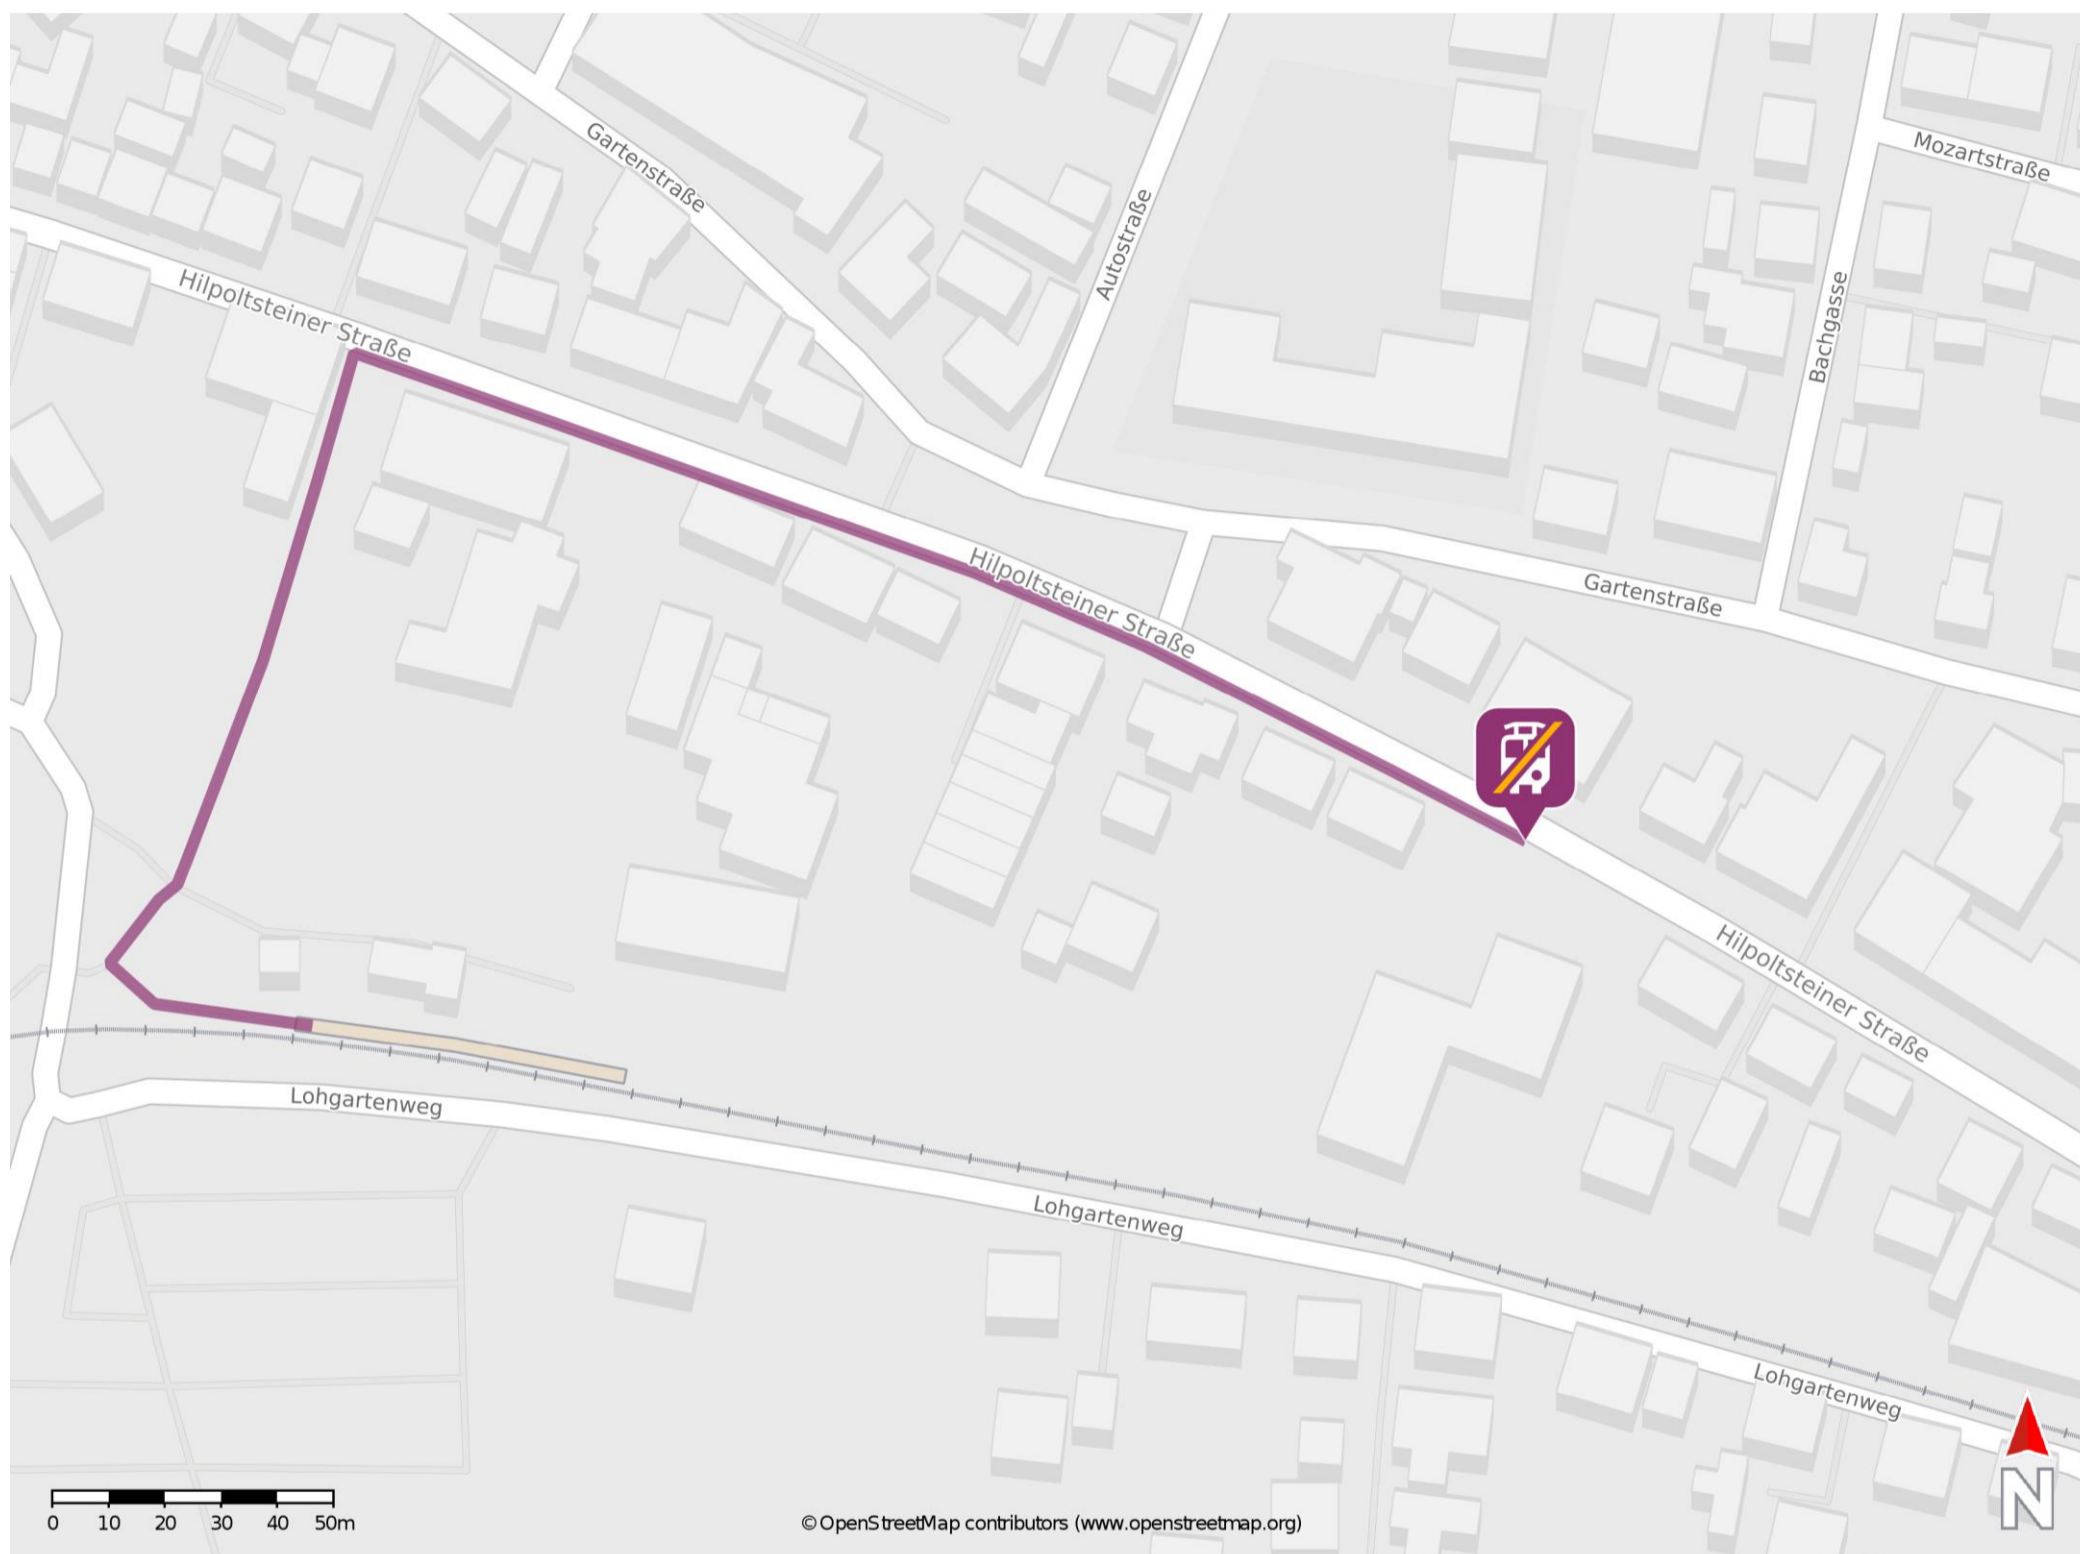 Gartenstraße
Mozartstraße
Autostraße
Hilpoltsteiner Straße
Bachgasse
Hilpoltsteiner Straße
Gartenstraße
Hilpoltsteiner Straße
Lohgartenweg
Lohgartenweg
Lohgartenweg
N
0 10 20 30 40 50m
© OpenStreetMap contributors (www.openstreetmap.org)